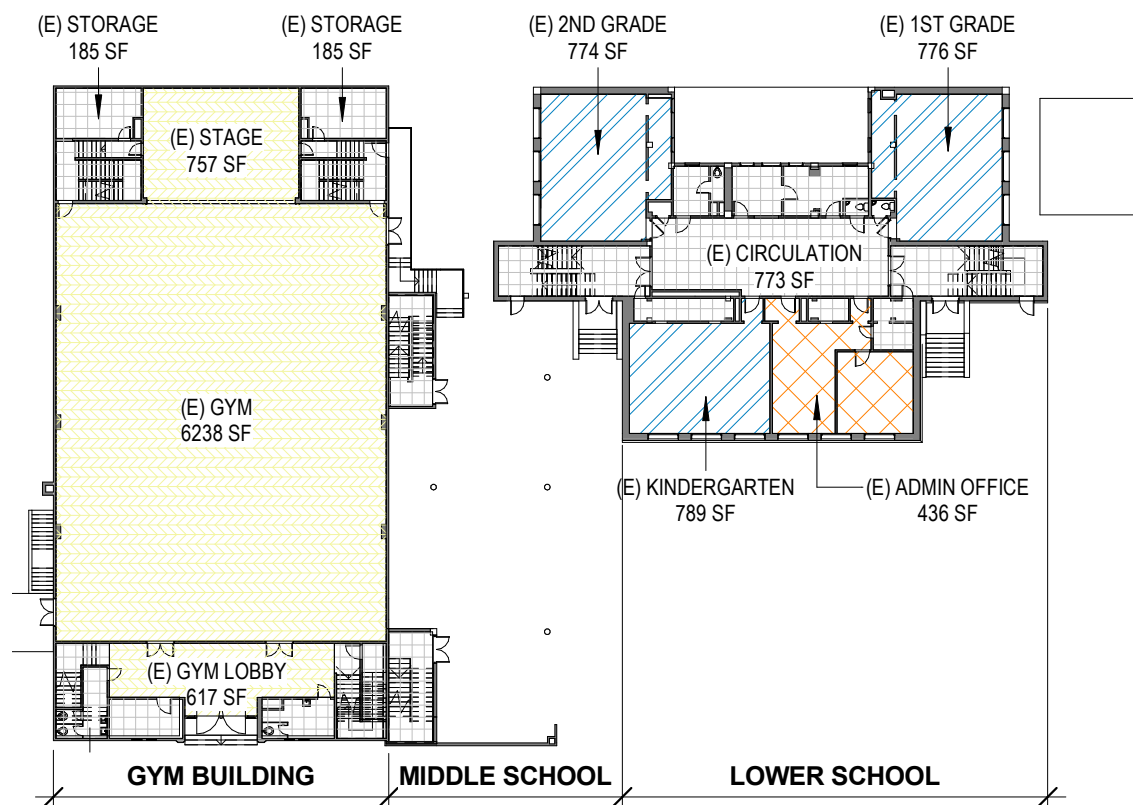 (E) STORAGE
185 SF
(E) STORAGE
185 SF
(E) 2ND GRADE
774 SF
(E) 1ST GRADE
776 SF
(E) STAGE
757 SF
(E) CIRCULATION
773 SF
(E) GYM
6238 SF
(E) KINDERGARTEN
789 SF
(E) ADMIN OFFICE
436 SF
(E) GYM LOBBY
617 SF
GYM BUILDING
MIDDLE SCHOOL
LOWER SCHOOL